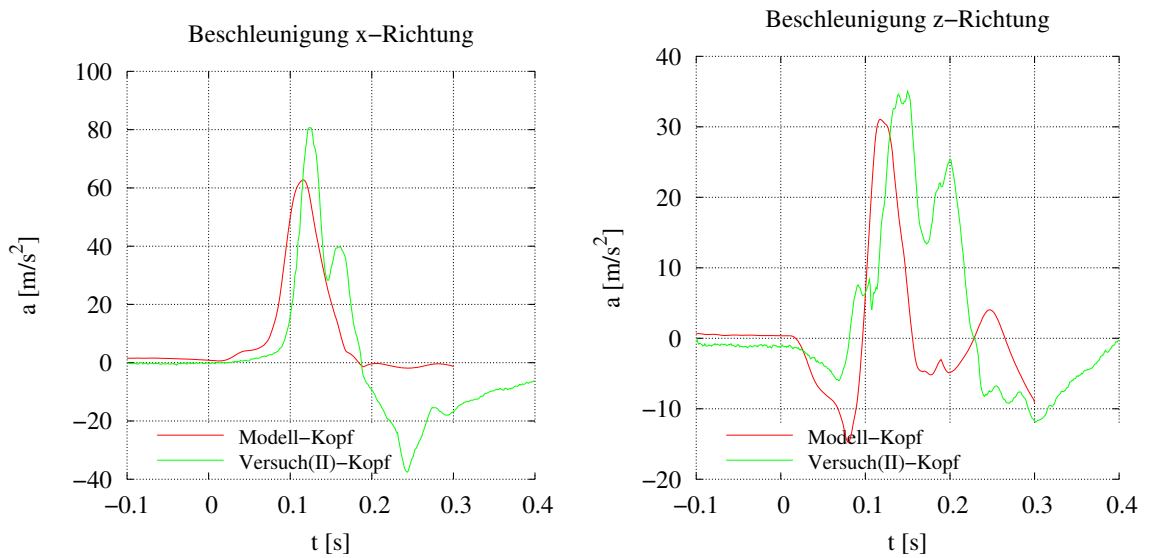 Beschleunigung x−Richtung
100
80
60
40
20
0
−20
−40
a [m/s²]
Modell−Kopf
Versuch(II)−Kopf
−0.1 0 0.1 0.2 0.3 0.4
t [s]
Beschleunigung z−Richtung
40
30
20
10
0
−10
−20
a [m/s²]
Modell−Kopf
Versuch(II)−Kopf
−0.1 0 0.1 0.2 0.3 0.4
t [s]